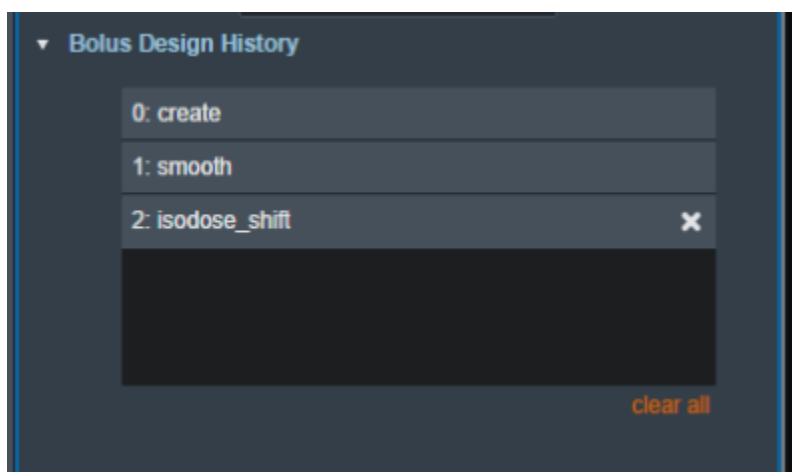 Bolus Design History
0: create
1: smooth
2: isodose_shift
clear all